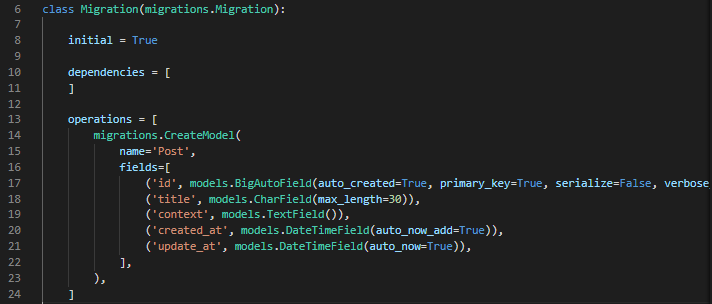 6 class Migration(migrations.Migration):
7
8 initial = True
9
10 dependencies = [
11 ]
12
13 operations = [
14 migrations.CreateModel(
15 name='Post',
16 fields=[
17 ('id', models.BigAutoField(auto_created=True, primary_key=True, serialize=False, verbose
18 ('title', models.CharField(max_length=30)),
19 ('context', models.TextField()),
20 ('created_at', models.DateTimeField(auto_now_add=True)),
21 ('update_at', models.DateTimeField(auto_now=True)),
22 ],
23 ),
24 ]